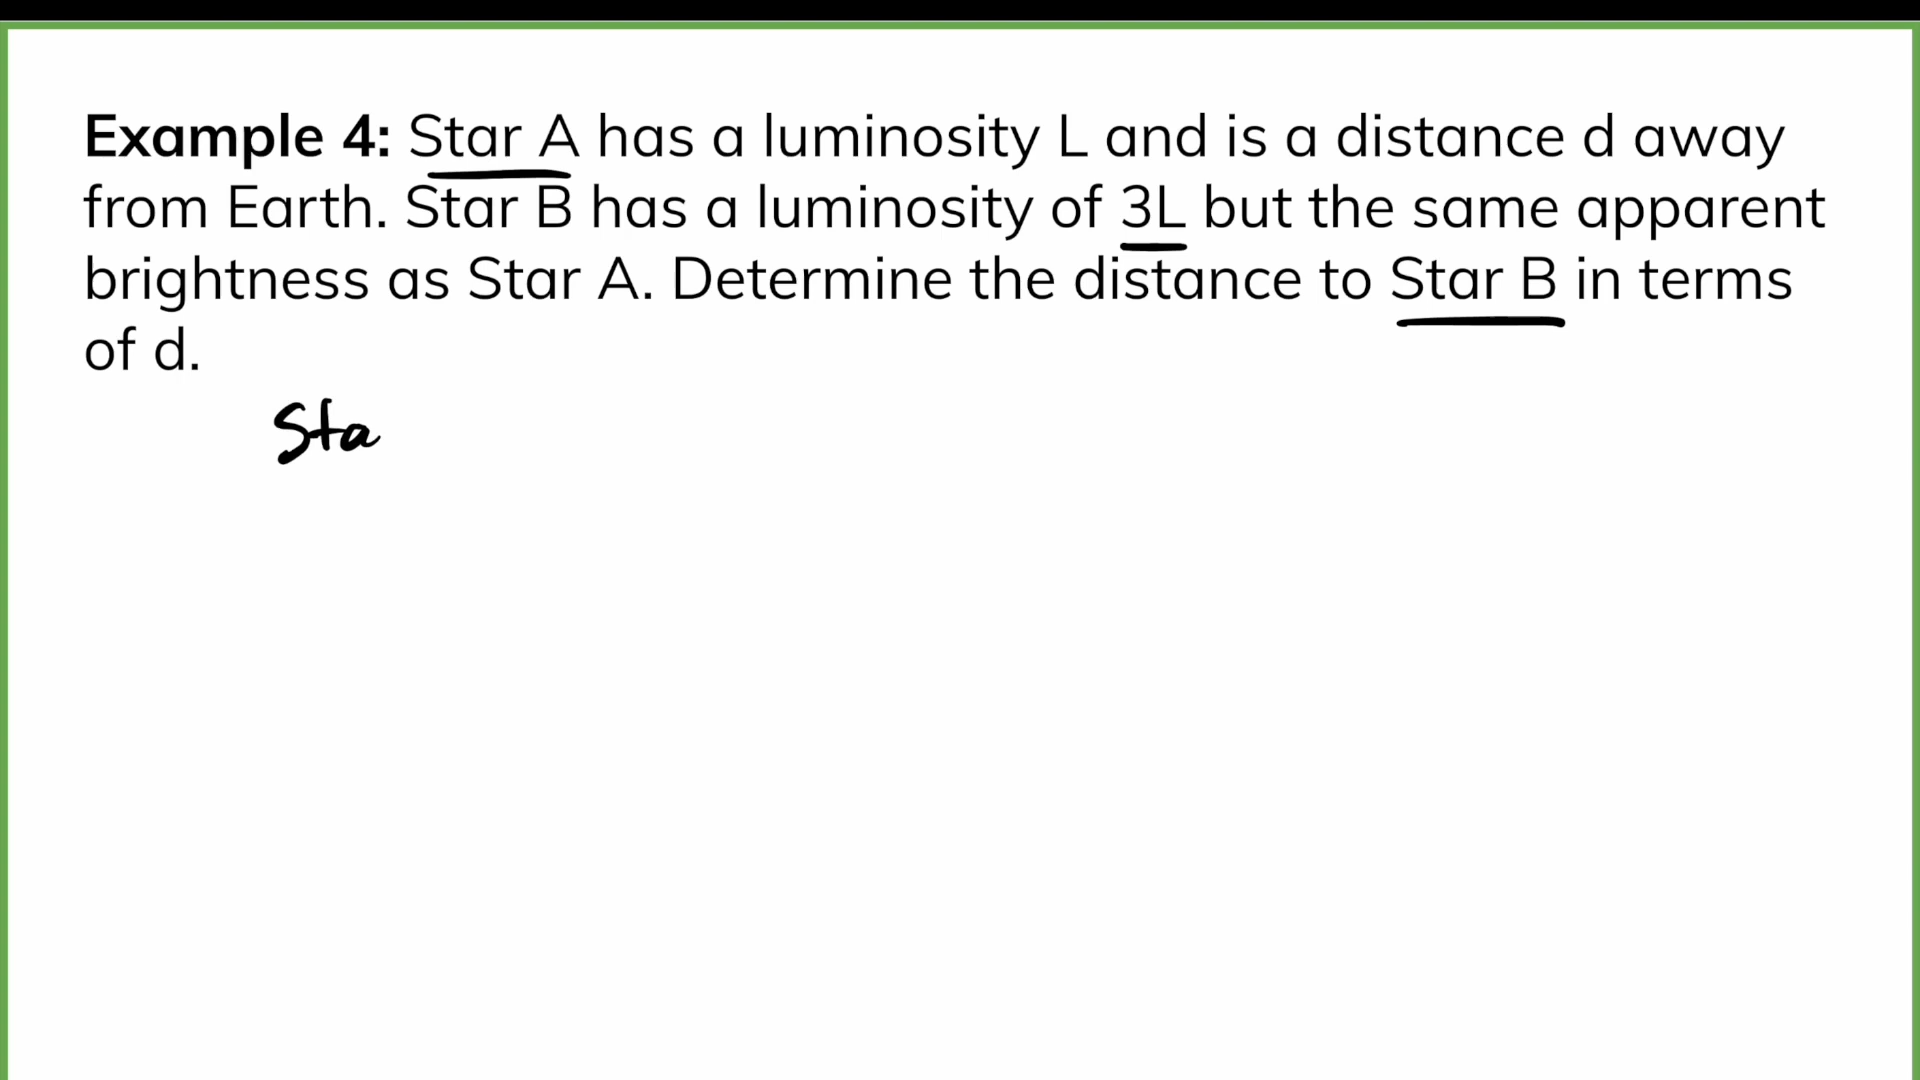 Example 4: Star A has a luminosity L and is a distance d away
from Earth. Star B has a luminosity of 3L but the same apparent
brightness as Star A. Determine the distance to Star B in terms
of d.
Sta